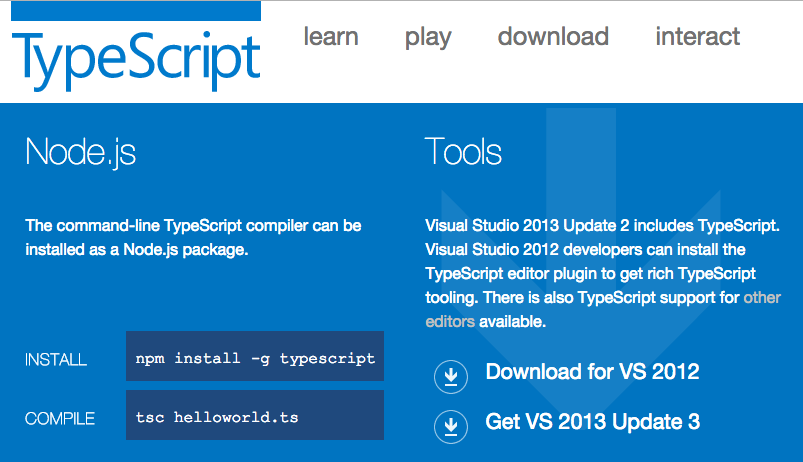 TypeScript
learn play download interact
Node.js
The command-line TypeScript compiler can be
installed as a Node.js package.
INSTALL npm install -g typescript
COMPILE tsc helloworld.ts
Tools
Visual Studio 2013 Update 2 includes TypeScript.
Visual Studio 2012 developers can install the
TypeScript editor plugin to get rich TypeScript
tooling. There is also TypeScript support for other
editors available.
Download for VS 2012
Get VS 2013 Update 3